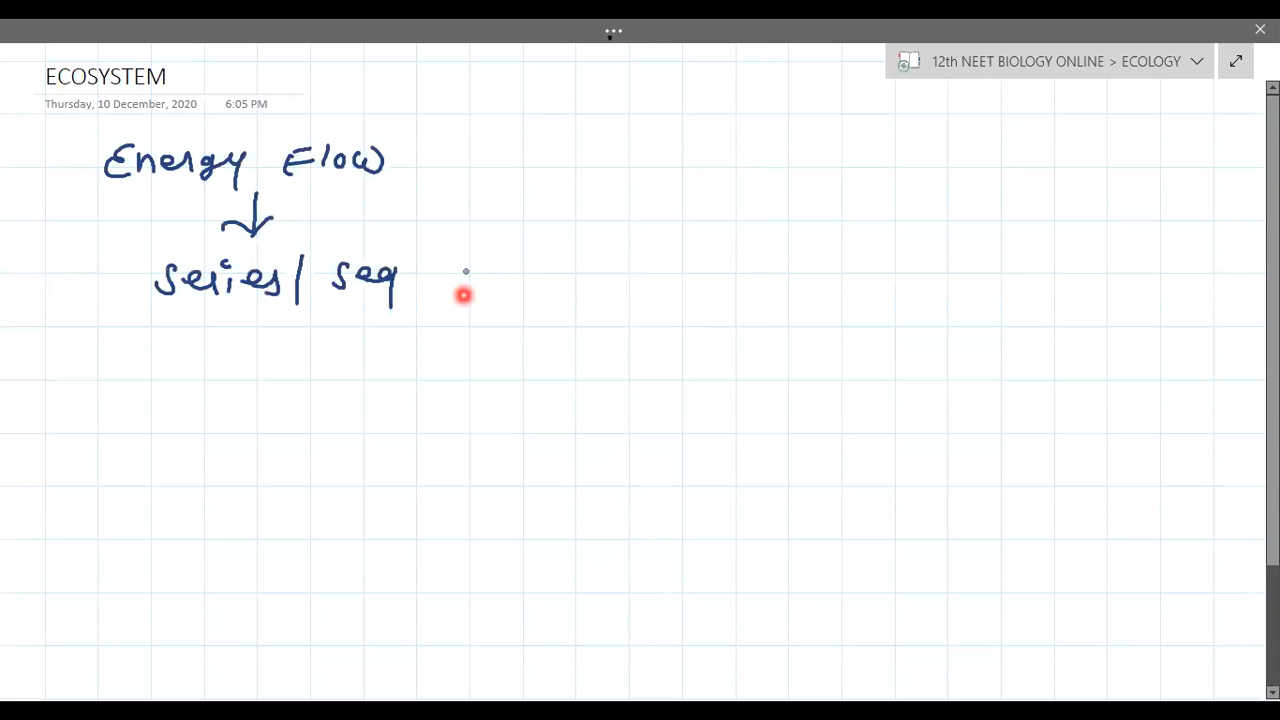 12th NEET BIOLOGY ONLINE > ECOLOGY
ECOSYSTEM
Thursday, 10 December, 2020 6:05 PM
Energy Flow
Series/ Seq